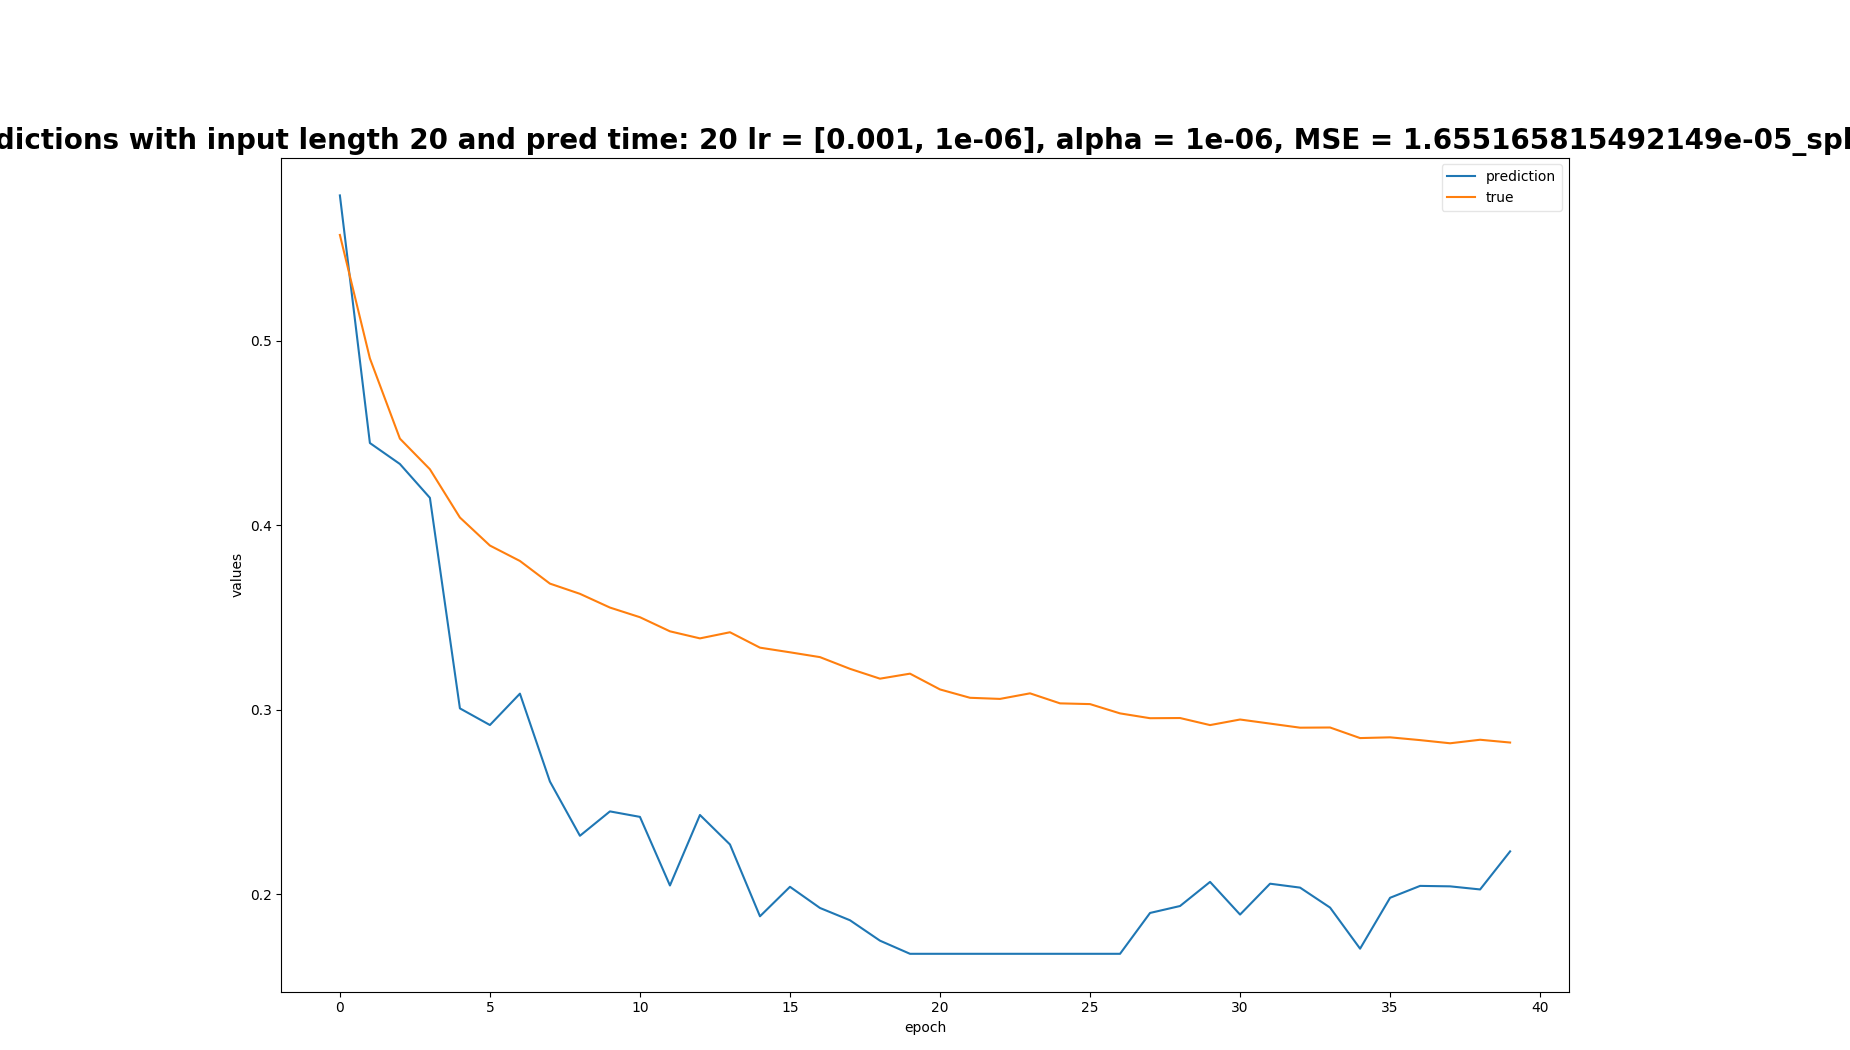 dictions with input length 20 and pred time: 20 lr = [0.001, 1e-06], alpha = 1e-06, MSE = 1.655165815492149e-05_spl
prediction
true
0.5
0.4
0.3
0.2
values
0 5 10 15 20 25 30 35 40
epoch